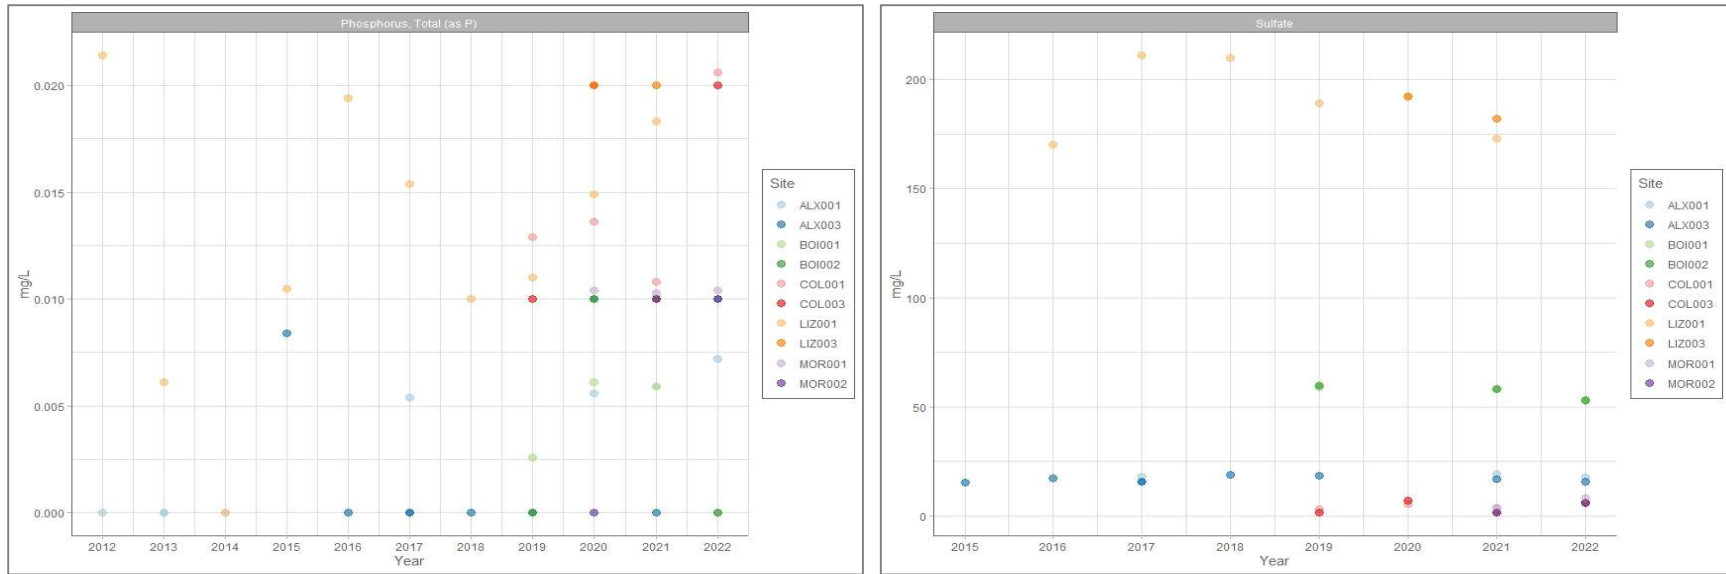 Phosphorus, Total (as P)
mg/L
0.020
0.015
0.010
0.005
0.000
2012 2013 2014 2015 2016 2017 2018 2019 2020 2021 2022
Year
Site
ALX001
ALX003
BOI001
BOI002
COL001
COL003
LIZ001
LIZ003
MOR001
MOR002
Sulfate
mg/L
200
150
100
50
0
2015 2016 2017 2018 2019 2020 2021 2022
Year
Site
ALX001
ALX003
BOI001
BOI002
COL001
COL003
LIZ001
LIZ003
MOR001
MOR002